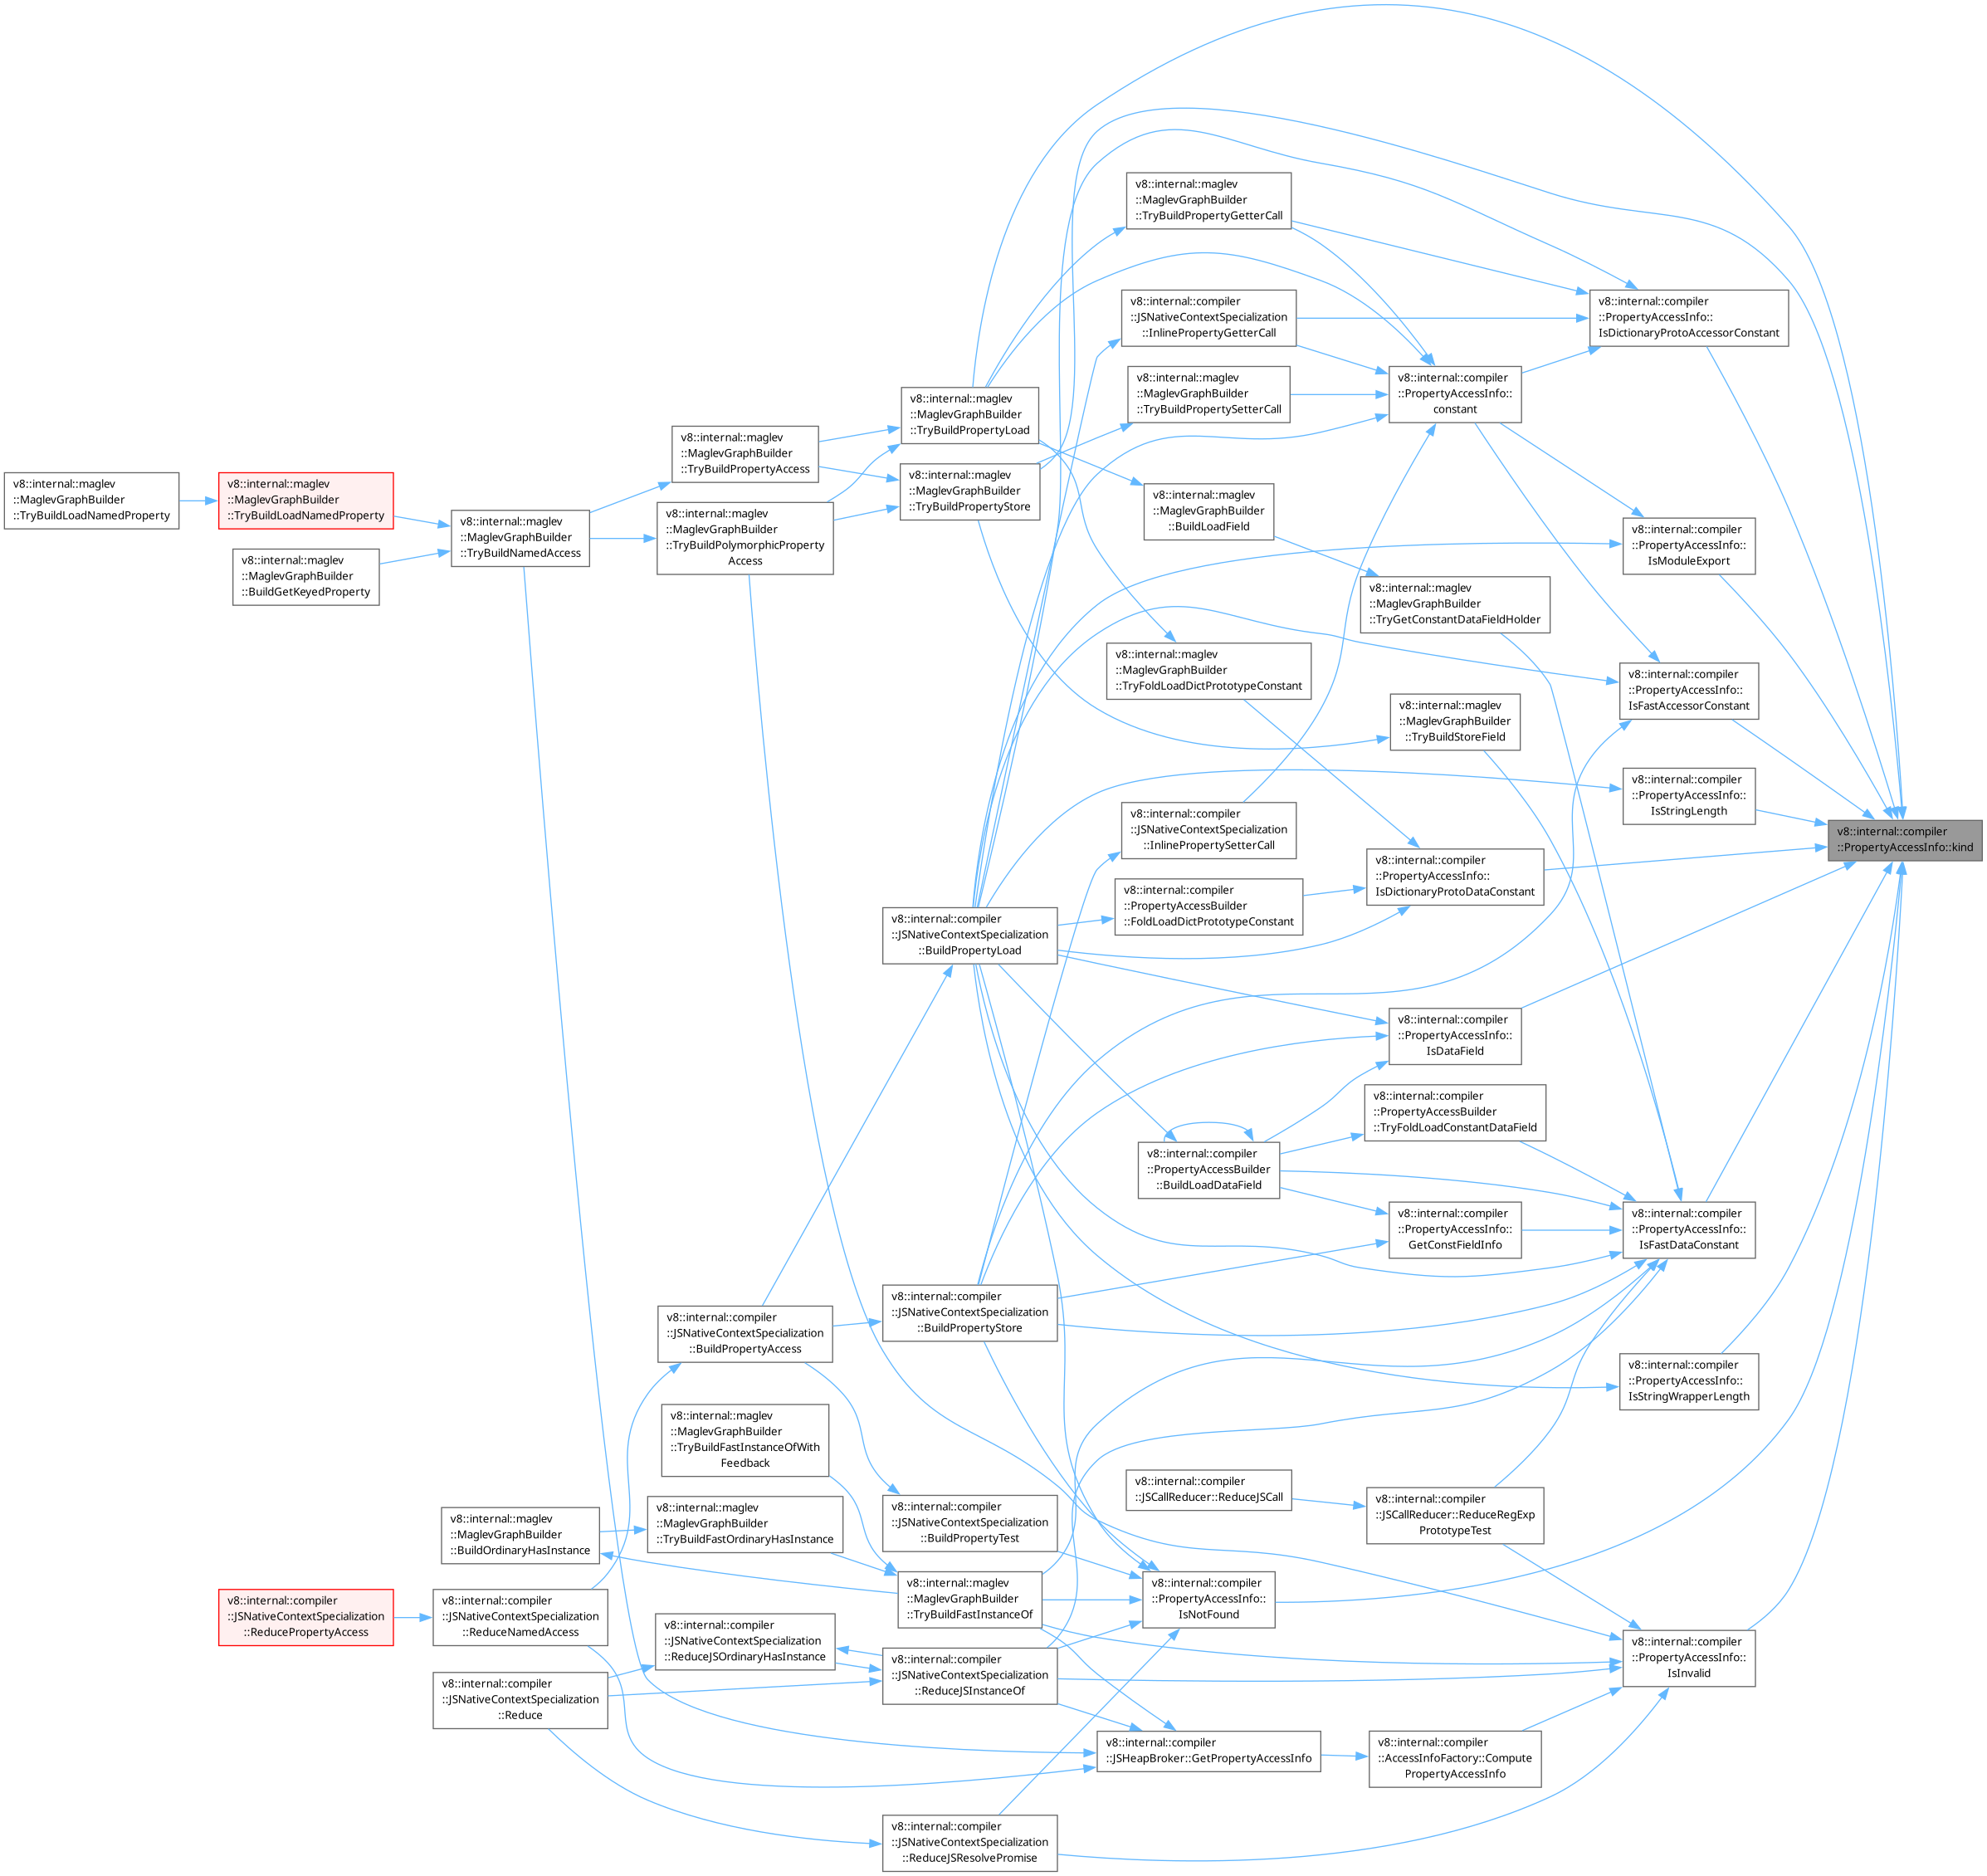 v8::internal::maglev
::MaglevGraphBuilder
::TryBuildLoadNamedProperty
v8::internal::maglev
::MaglevGraphBuilder
::TryBuildLoadNamedProperty
v8::internal::maglev
::MaglevGraphBuilder
::BuildGetKeyedProperty
v8::internal::compiler
::JSNativeContextSpecialization
::ReducePropertyAccess
v8::internal::maglev
::MaglevGraphBuilder
::TryBuildNamedAccess
v8::internal::maglev
::MaglevGraphBuilder
::BuildOrdinaryHasInstance
v8::internal::compiler
::JSNativeContextSpecialization
::ReduceNamedAccess
v8::internal::compiler
::JSNativeContextSpecialization
::Reduce
v8::internal::maglev
::MaglevGraphBuilder
::TryBuildPropertyAccess
v8::internal::maglev
::MaglevGraphBuilder
::TryBuildPolymorphicProperty
Access
v8::internal::compiler
::JSNativeContextSpecialization
::BuildPropertyAccess
v8::internal::maglev
::MaglevGraphBuilder
::TryBuildFastInstanceOfWith
Feedback
v8::internal::maglev
::MaglevGraphBuilder
::TryBuildFastOrdinaryHasInstance
v8::internal::compiler
::JSNativeContextSpecialization
::ReduceJSOrdinaryHasInstance
v8::internal::maglev
::MaglevGraphBuilder
::TryBuildPropertyLoad
v8::internal::maglev
::MaglevGraphBuilder
::TryBuildPropertyStore
v8::internal::compiler
::JSNativeContextSpecialization
::BuildPropertyLoad
v8::internal::compiler
::JSNativeContextSpecialization
::BuildPropertyStore
v8::internal::compiler
::JSNativeContextSpecialization
::BuildPropertyTest
v8::internal::maglev
::MaglevGraphBuilder
::TryBuildFastInstanceOf
v8::internal::compiler
::JSNativeContextSpecialization
::ReduceJSInstanceOf
v8::internal::compiler
::JSNativeContextSpecialization
::ReduceJSResolvePromise
v8::internal::maglev
::MaglevGraphBuilder
::TryBuildPropertyGetterCall
v8::internal::compiler
::JSNativeContextSpecialization
::InlinePropertyGetterCall
v8::internal::maglev
::MaglevGraphBuilder
::TryBuildPropertySetterCall
v8::internal::maglev
::MaglevGraphBuilder
::BuildLoadField
v8::internal::maglev
::MaglevGraphBuilder
::TryFoldLoadDictPrototypeConstant
v8::internal::compiler
::JSNativeContextSpecialization
::InlinePropertySetterCall
v8::internal::compiler
::PropertyAccessBuilder
::FoldLoadDictPrototypeConstant
v8::internal::compiler
::PropertyAccessBuilder
::BuildLoadDataField
v8::internal::compiler
::JSCallReducer::ReduceJSCall
v8::internal::compiler
::PropertyAccessInfo::
IsNotFound
v8::internal::compiler
::JSHeapBroker::GetPropertyAccessInfo
v8::internal::compiler
::PropertyAccessInfo::
constant
v8::internal::maglev
::MaglevGraphBuilder
::TryGetConstantDataFieldHolder
v8::internal::maglev
::MaglevGraphBuilder
::TryBuildStoreField
v8::internal::compiler
::PropertyAccessInfo::
IsDictionaryProtoDataConstant
v8::internal::compiler
::PropertyAccessInfo::
IsDataField
v8::internal::compiler
::PropertyAccessBuilder
::TryFoldLoadConstantDataField
v8::internal::compiler
::PropertyAccessInfo::
GetConstFieldInfo
v8::internal::compiler
::JSCallReducer::ReduceRegExp
PrototypeTest
v8::internal::compiler
::AccessInfoFactory::Compute
PropertyAccessInfo
v8::internal::compiler
::PropertyAccessInfo::
IsDictionaryProtoAccessorConstant
v8::internal::compiler
::PropertyAccessInfo::
IsModuleExport
v8::internal::compiler
::PropertyAccessInfo::
IsFastAccessorConstant
v8::internal::compiler
::PropertyAccessInfo::
IsStringLength
v8::internal::compiler
::PropertyAccessInfo::
IsFastDataConstant
v8::internal::compiler
::PropertyAccessInfo::
IsStringWrapperLength
v8::internal::compiler
::PropertyAccessInfo::
IsInvalid
v8::internal::compiler
::PropertyAccessInfo::kind